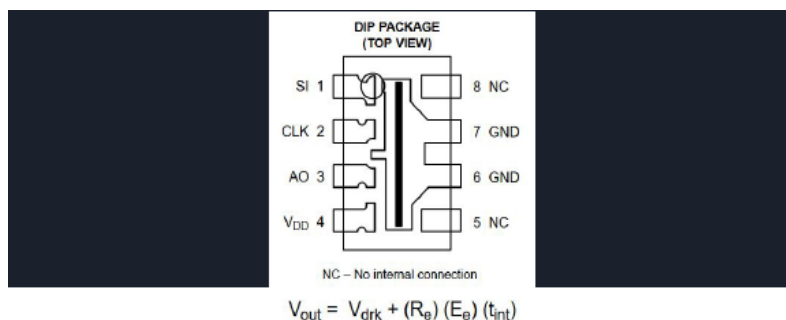 DIP PACKAGE
(TOP VIEW)
SI 1
8 NC
CLK 2
7 GND
AO 3
6 GND
VDD 4
5 NC
NC – No internal connection
Vout = Vdrk + (Re) (Ee) (tint)